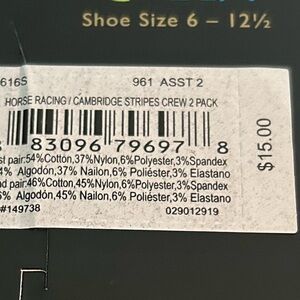 Shoe Size 6 – 12½
616S 961 ASST 2
HORSE RACING / CAMBRIDGE STRIPES CREW 2 PACK
83096 79697 8
$15.00
st pair:54%Cotton,37%Nylon,6%Polyester,3%Spandex
4% Algodón,37% Nailon,6% Poliéster,3% Elastano
nd pair:46%Cotton,45%Nylon,6%Polyester,3%Spandex
6% Algodón,45% Nailon,6% Poliéster,3% Elastano
#149738 029012919